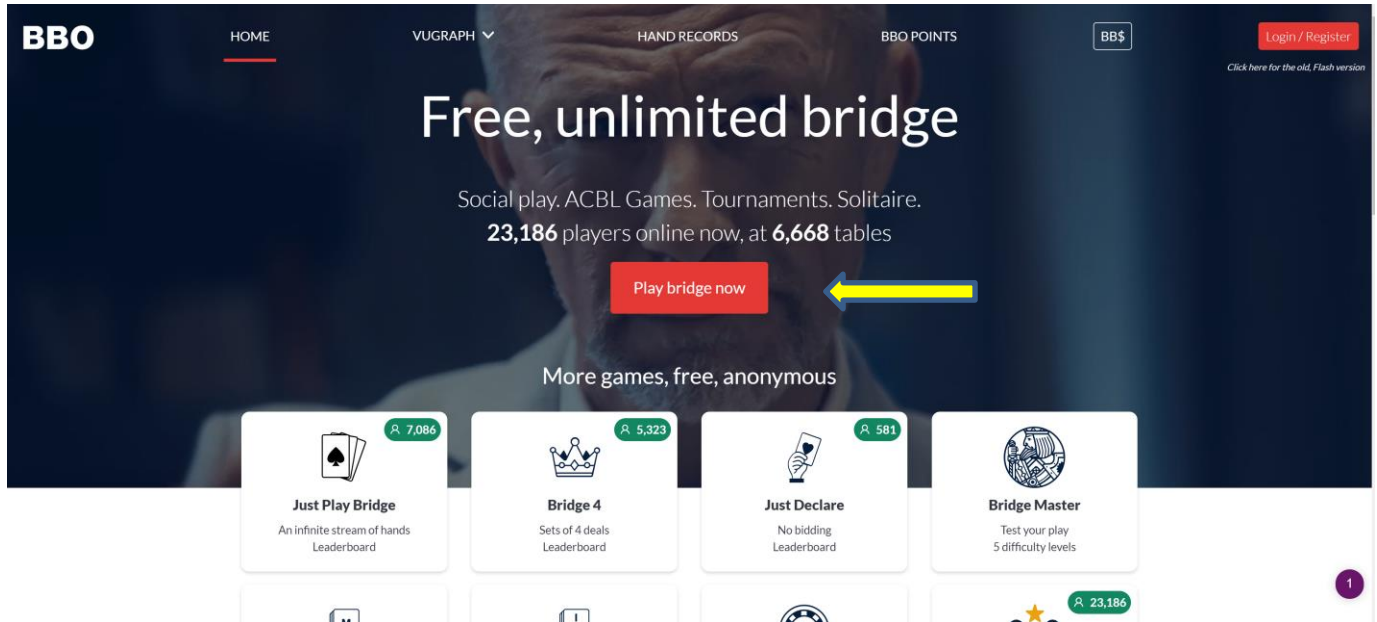 BBO
HOME
VUGRAPH
HAND RECORDS
BBO POINTS
BB$
Login / Register
Click here for the old, Flash version
Free, unlimited bridge
Social play. ACBL Games. Tournaments. Solitaire.
23,186 players online now, at 6,668 tables
Play bridge now
More games, free, anonymous
7,086
Just Play Bridge
An infinite stream of hands
Leaderboard
5,323
Bridge 4
Sets of 4 deals
Leaderboard
581
Just Declare
No bidding
Leaderboard
Bridge Master
Test your play
5 difficulty levels
23,186
1